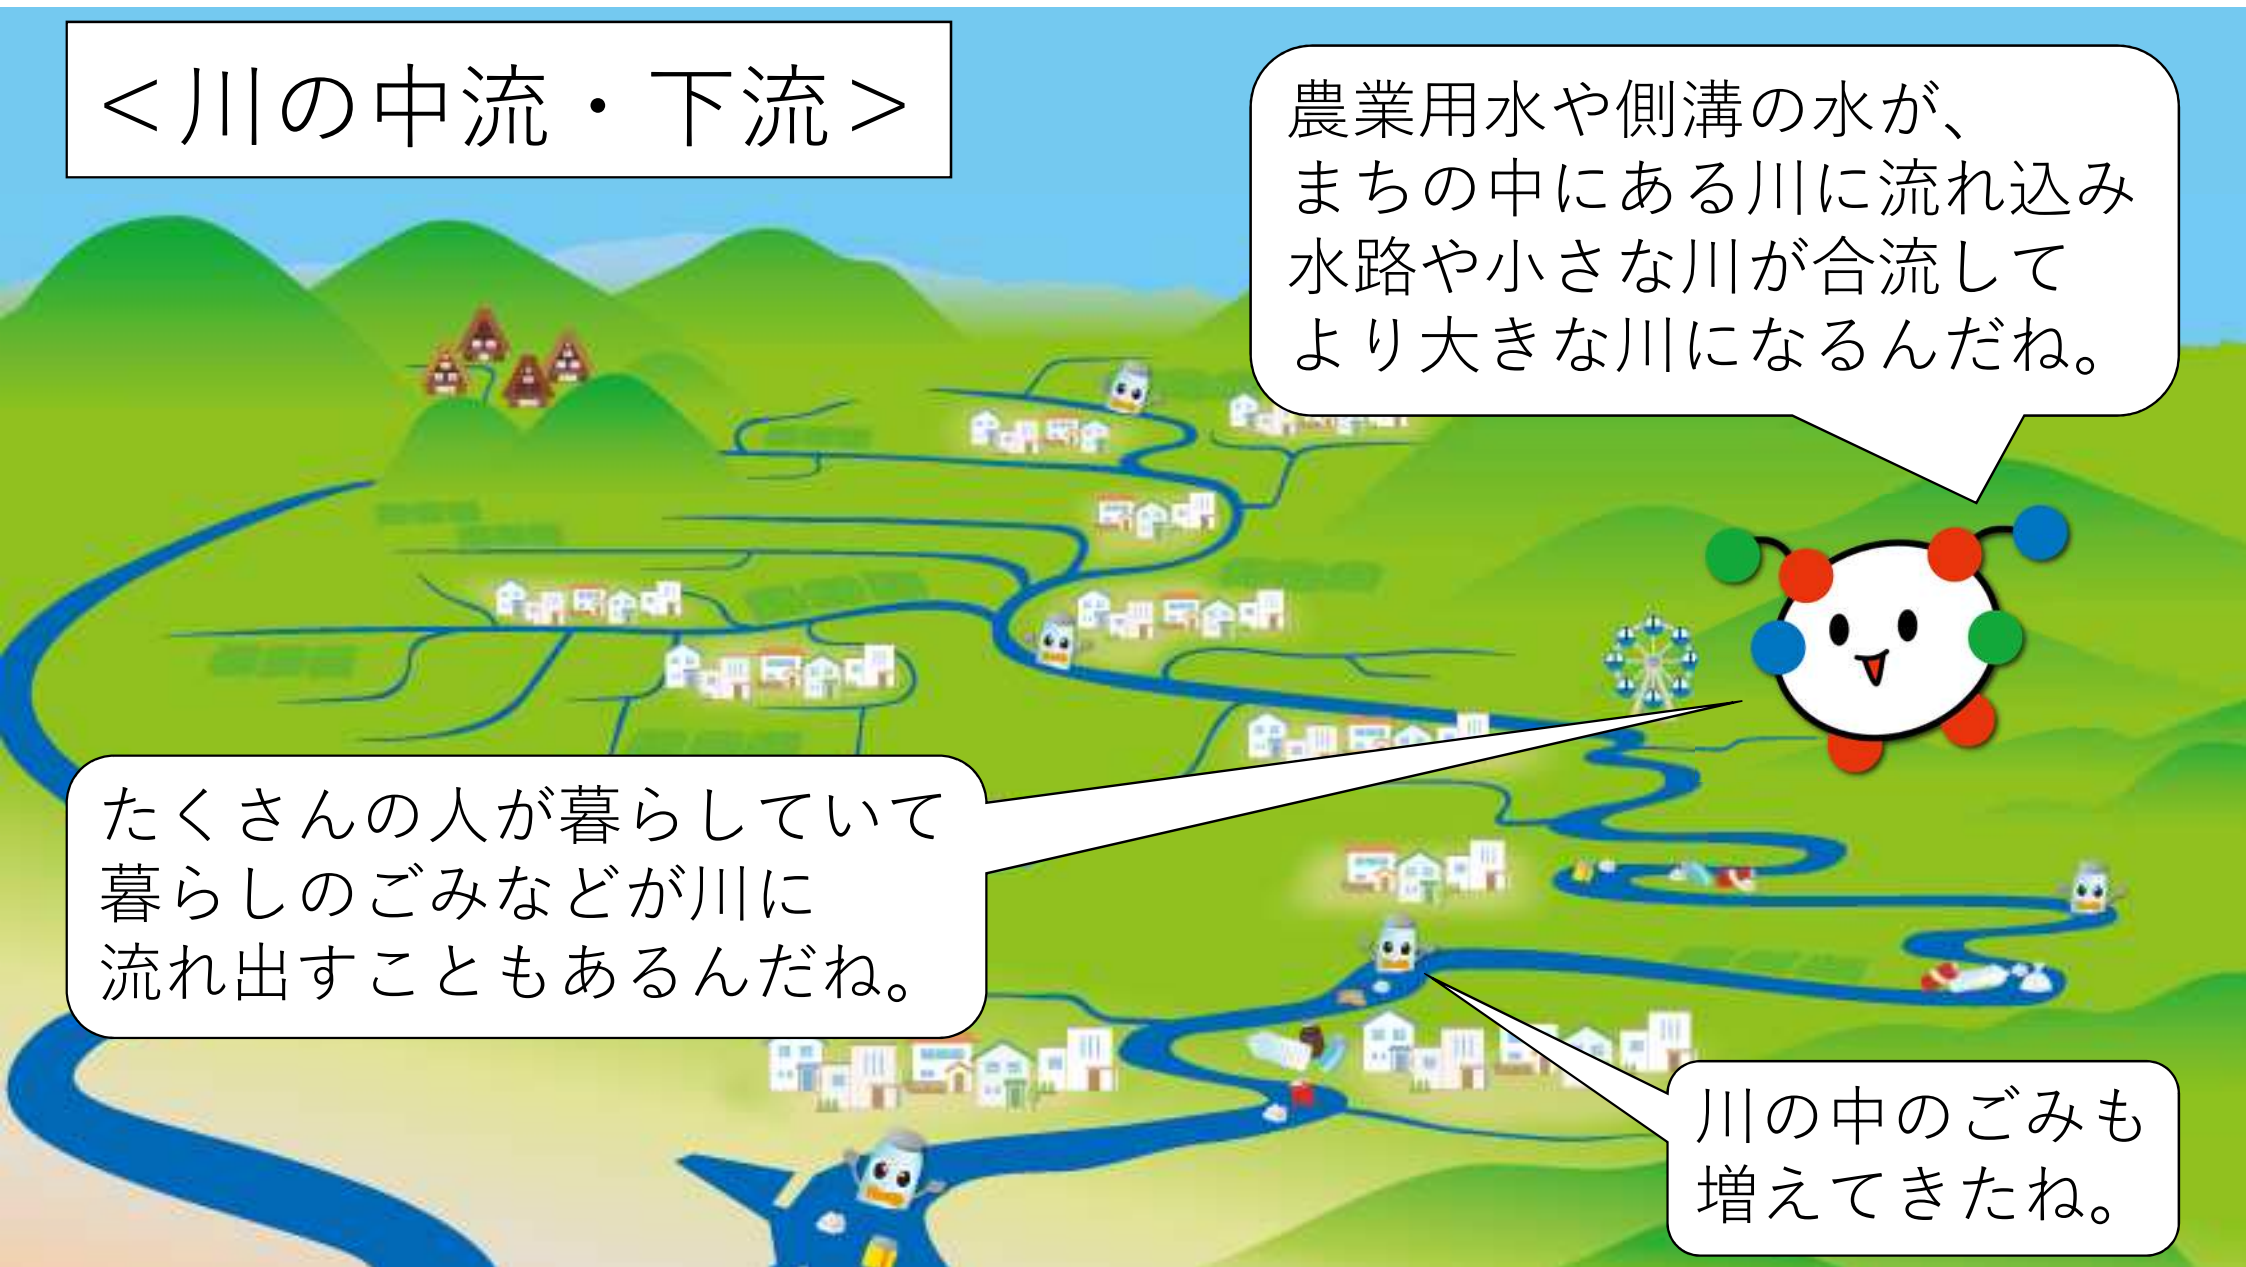 ＜川の中流・下流＞
農業用水や側溝の水が、
まちの中にある川に流れ込み
水路や小さな川が合流して
より大きな川になるんだね。
たくさんの人が暮らしていて
暮らしのごみなどが川に
流れ出すこともあるんだね。
川の中のごみも
増えてきたね。